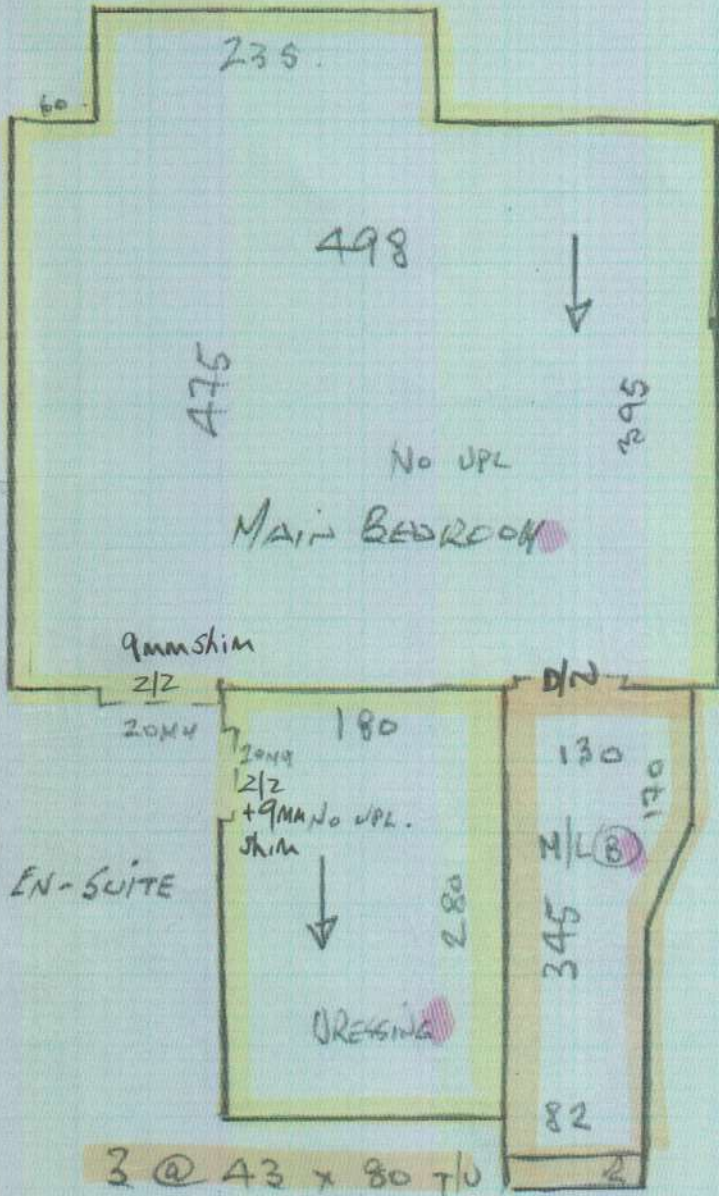 235.
60
498
475
395
No UPL
MAIN BEDROOM
9mm shim
2/2
20MM
D/N
180
130
170
20MM
2/2
+9MM No UPL.
shim
M/L B
EN-SUITE
280
345
DRESSING
82
3 @ 43 x 80 T/U
2